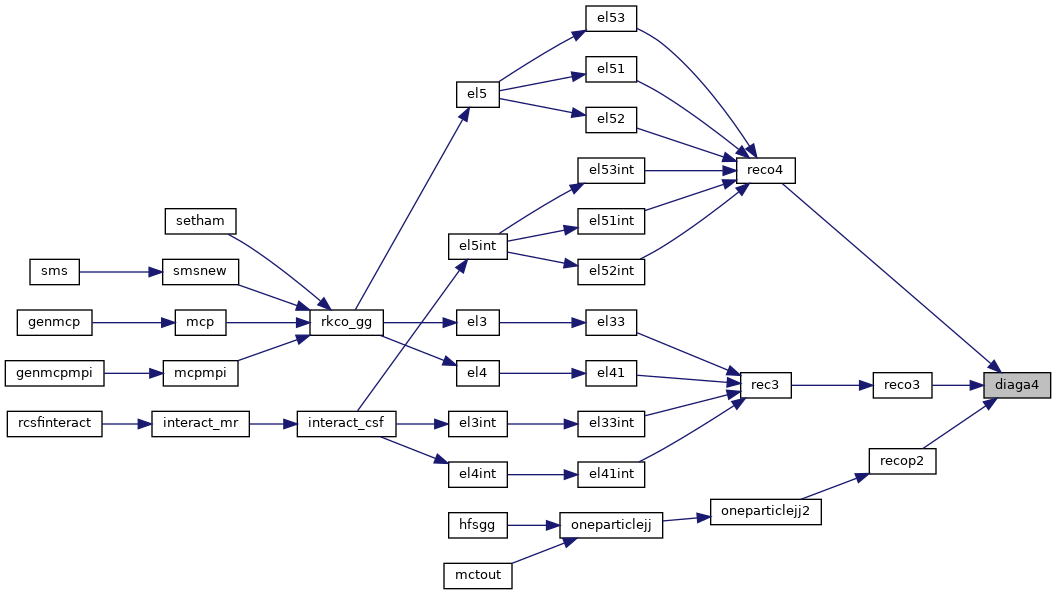 el53
el51
el5
el52
el53int
reco4
setham
el51int
el5int
sms
smsnew
el52int
genmcp
mcp
rkco_gg
el3
el33
genmcpmpi
mcpmpi
el4
el41
rec3
reco3
diaga4
rcsfinteract
interact_mr
interact_csf
el3int
el33int
recop2
el4int
el41int
oneparticlejj2
hfsgg
oneparticlejj
mctout